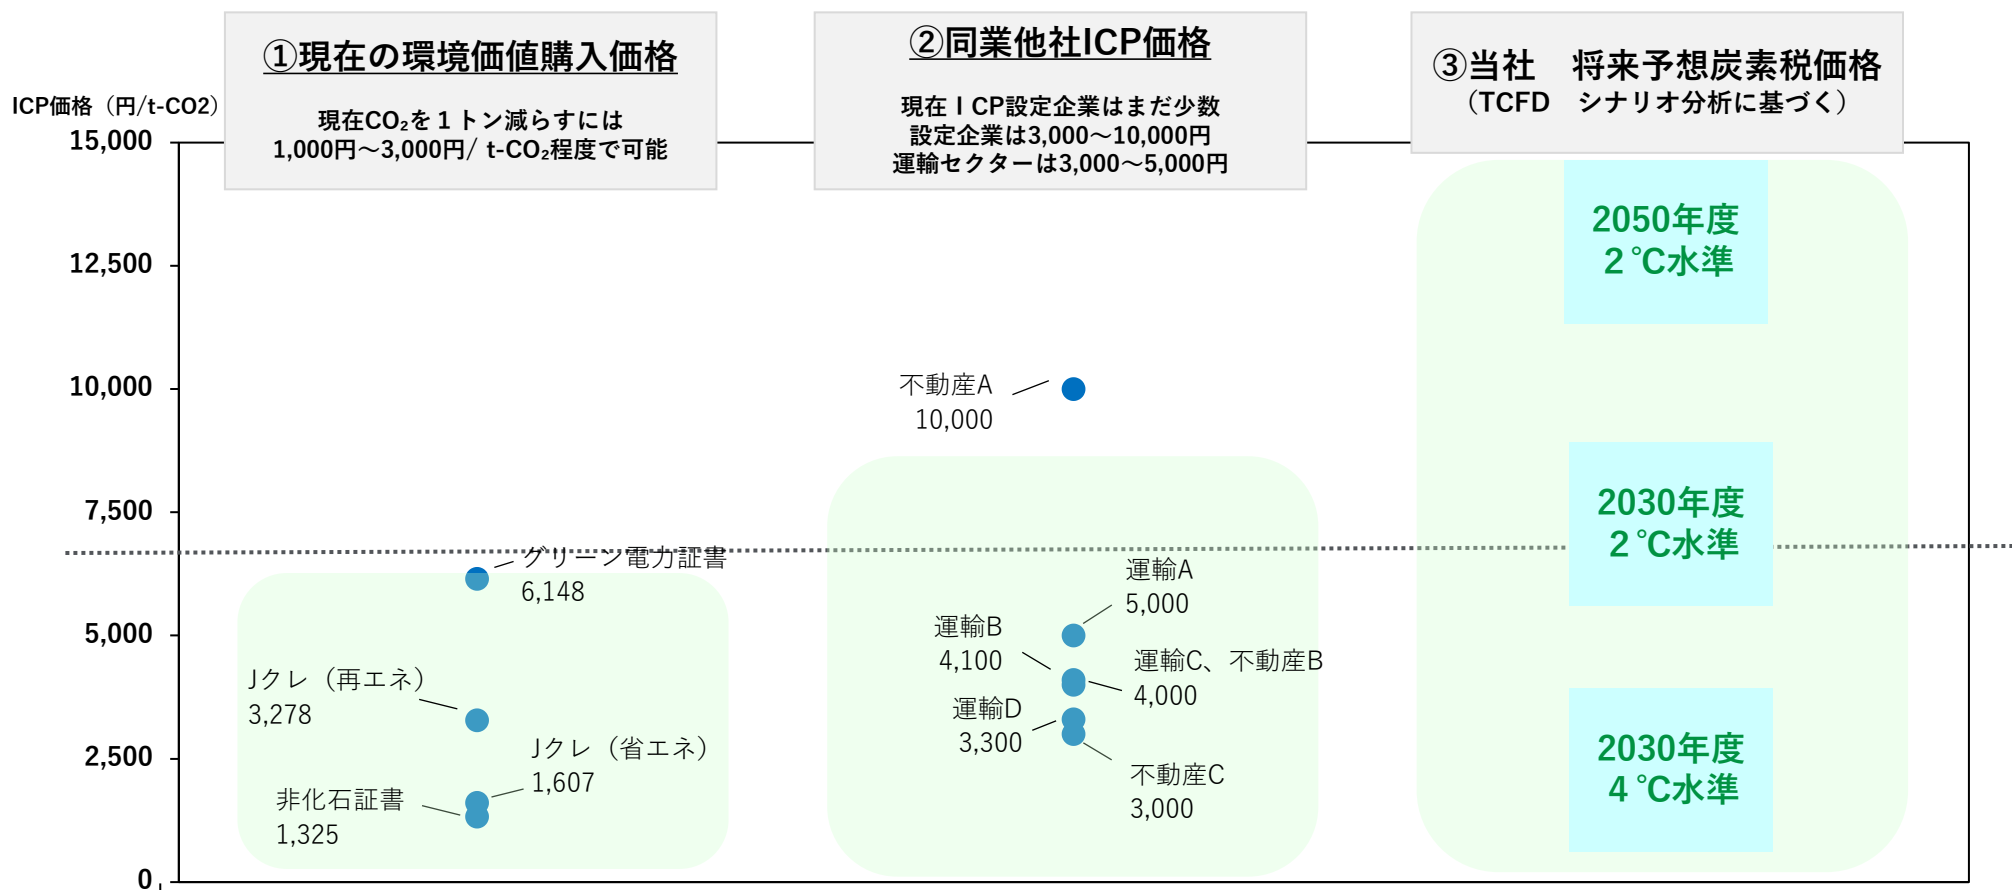 ①現在の環境価値購入価格
現在CO₂を１トン減らすには
1,000円～3,000円/ t-CO₂程度で可能
②同業他社ICP価格
現在ＩCP設定企業はまだ少数
設定企業は3,000～10,000円
運輸セクターは3,000～5,000円
③当社　将来予想炭素税価格
（TCFD　シナリオ分析に基づく）
ICP価格（円/t-CO2）
15,000
12,500
10,000
7,500
5,000
2,500
0
グリーン電力証書
6,148
Jクレ（再エネ）
3,278
Jクレ（省エネ）
1,607
非化石証書
1,325
不動産A
10,000
運輸A
5,000
運輸B
4,100
運輸C、不動産B
4,000
運輸D
3,300
不動産C
3,000
2050年度
２℃水準
2030年度
２℃水準
2030年度
４℃水準